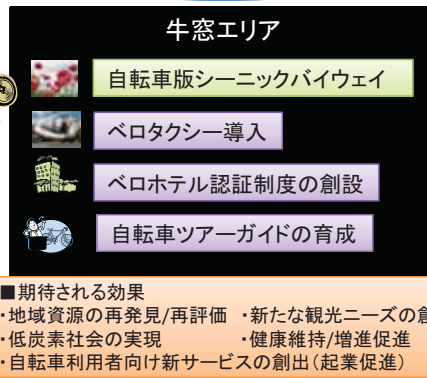 牛窓エリア
自転車版シーニックバイウェイ
ベロタクシー導入
ベロホテル認証制度の創設
自転車ツアーガイドの育成
■期待される効果
・地域資源の再発見/再評価 ・新たな観光ニーズの創
・低炭素社会の実現 ・健康維持/増進促進
・自転車利用者向け新サービスの創出（起業促進）